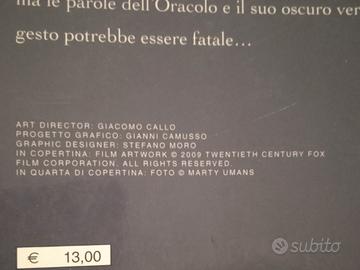 ma le parole dell'Oracolo e il suo oscuro ver
gesto potrebbe essere fatale...
ART DIRECTOR: GIACOMO CALLO
PROGETTO GRAFICO: GIANNI CAMUSSO
GRAPHIC DESIGNER: STEFANO MORO
IN COPERTINA: FILM ARTWORK © 2009 TWENTIETH CENTURY FOX
FILM CORPORATION. ALL RIGHTS RESERVED.
IN QUARTA DI COPERTINA: FOTO © MARTY UMANS
€ 13,00
subito